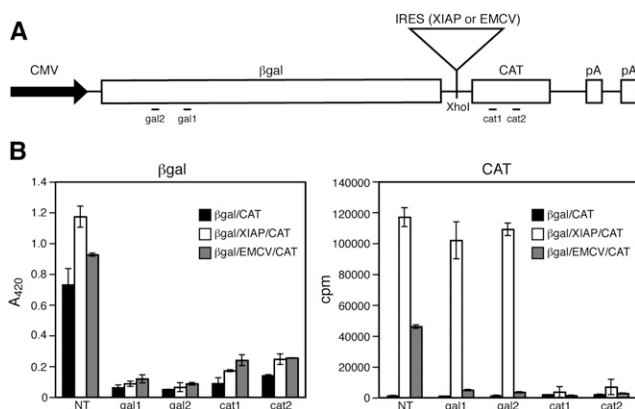 A
IRES (XIAP or EMCV)
CMV βgal CAT pA pA
XhoI
gal2 gal1 cat1 cat2
B
βgal CAT
1.4 140000
βgal/CAT βgal/CAT
1.2 120000
βgal/XIAP/CAT βgal/XIAP/CAT
βgal/EMCV/CAT βgal/EMCV/CAT
1.0 100000
0.8 80000
A420 cpm
0.6 60000
0.4 40000
0.2 20000
0 0
NT gal1 gal2 cat1 cat2 NT gal1 gal2 cat1 cat2